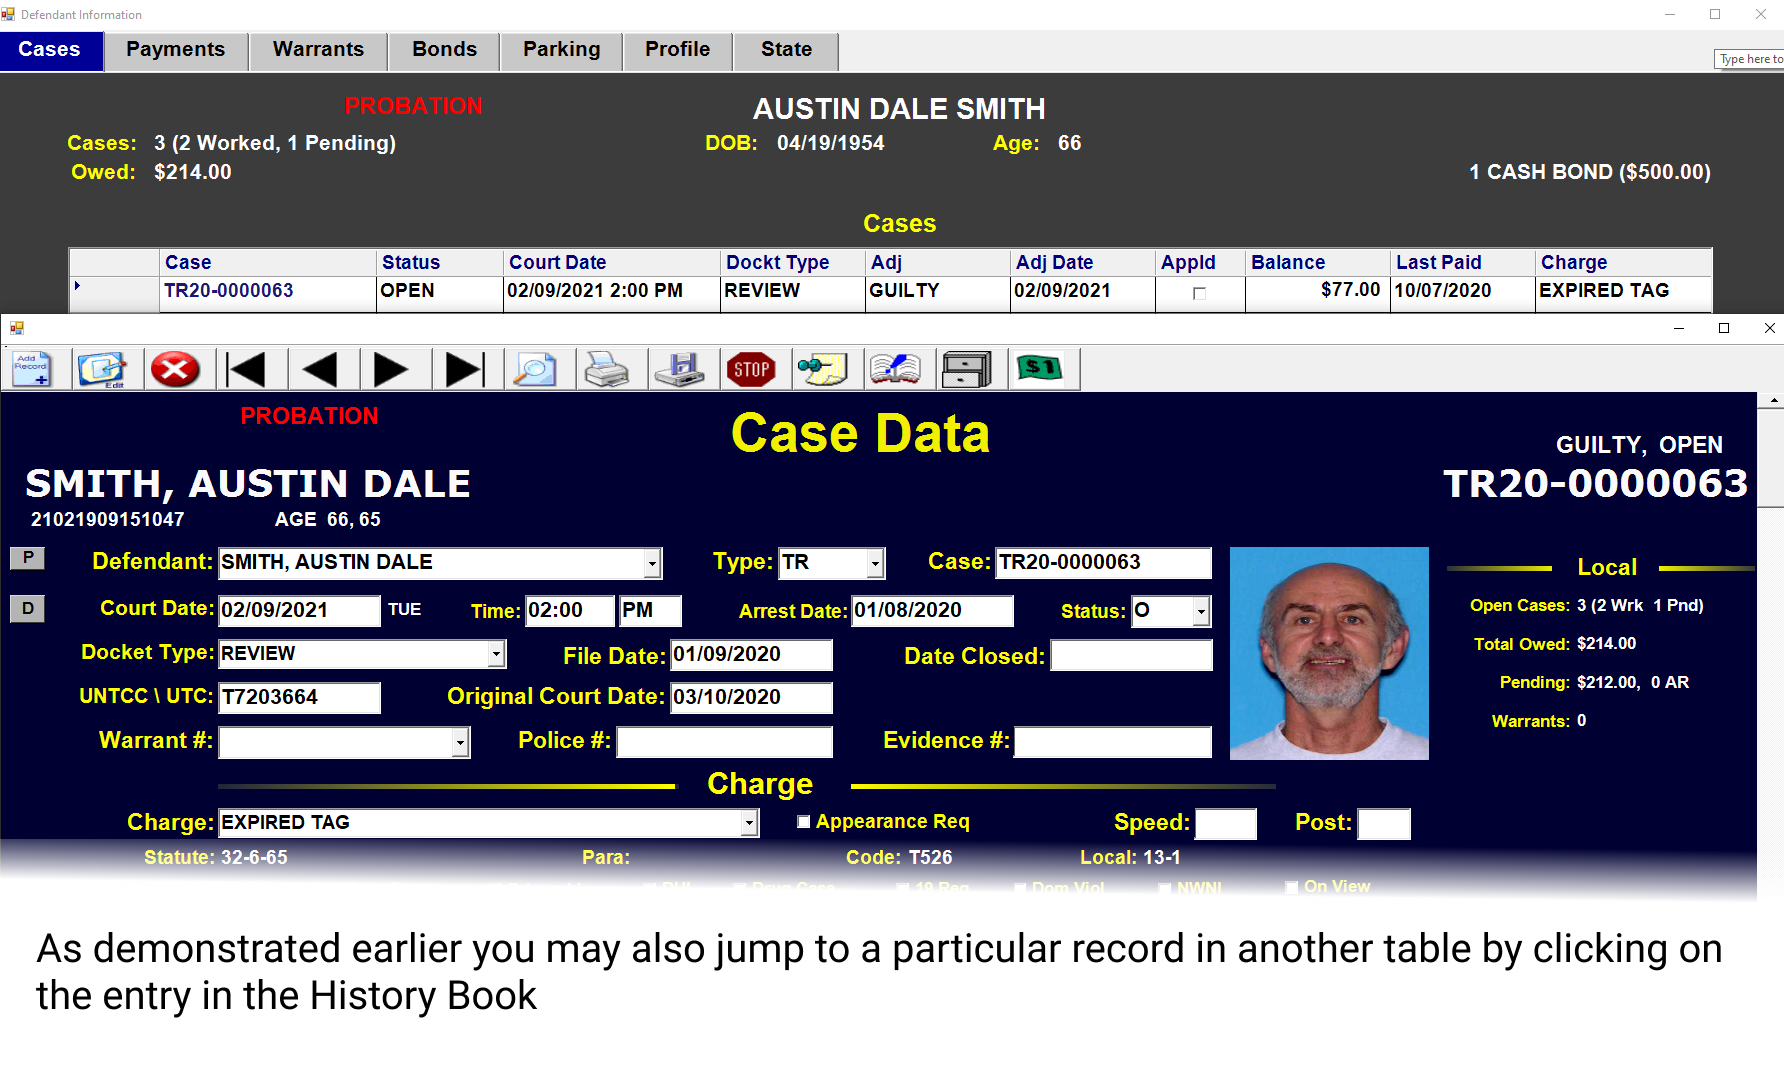 Defendant Information
Cases Payments Warrants Bonds Parking Profile State
Type here to
PROBATION AUSTIN DALE SMITH
Cases: 3 (2 Worked, 1 Pending) DOB: 04/19/1954 Age: 66
Owed: $214.00 1 CASH BOND ($500.00)
Cases
Case Status Court Date Dockt Type Adj Adj Date Appld Balance Last Paid Charge
TR20-0000063 OPEN 02/09/2021 2:00 PM REVIEW GUILTY 02/09/2021 $77.00 10/07/2020 EXPIRED TAG
Add Record Edit STOP $1
PROBATION Case Data
GUILTY, OPEN
SMITH, AUSTIN DALE TR20-0000063
21021909151047 AGE 66, 65
P Defendant: SMITH, AUSTIN DALE Type: TR Case: TR20-0000063 Local
D Court Date: 02/09/2021 TUE Time: 02:00 PM Arrest Date: 01/08/2020 Status: O Open Cases: 3 (2 Wrk 1 Pnd)
Docket Type: REVIEW File Date: 01/09/2020 Date Closed: Total Owed: $214.00
UNTCC \ UTC: T7203664 Original Court Date: 03/10/2020 Pending: $212.00, 0 AR
Warrant #: Police #: Evidence #: Warrants: 0
Charge
Charge: EXPIRED TAG Appearance Req Speed: Post:
Statute: 32-6-65 Para: Code: T526 Local: 13-1
DUI Drug Case 19 Reg Dom Viol NWNI On View
As demonstrated earlier you may also jump to a particular record in another table by clicking on
the entry in the History Book